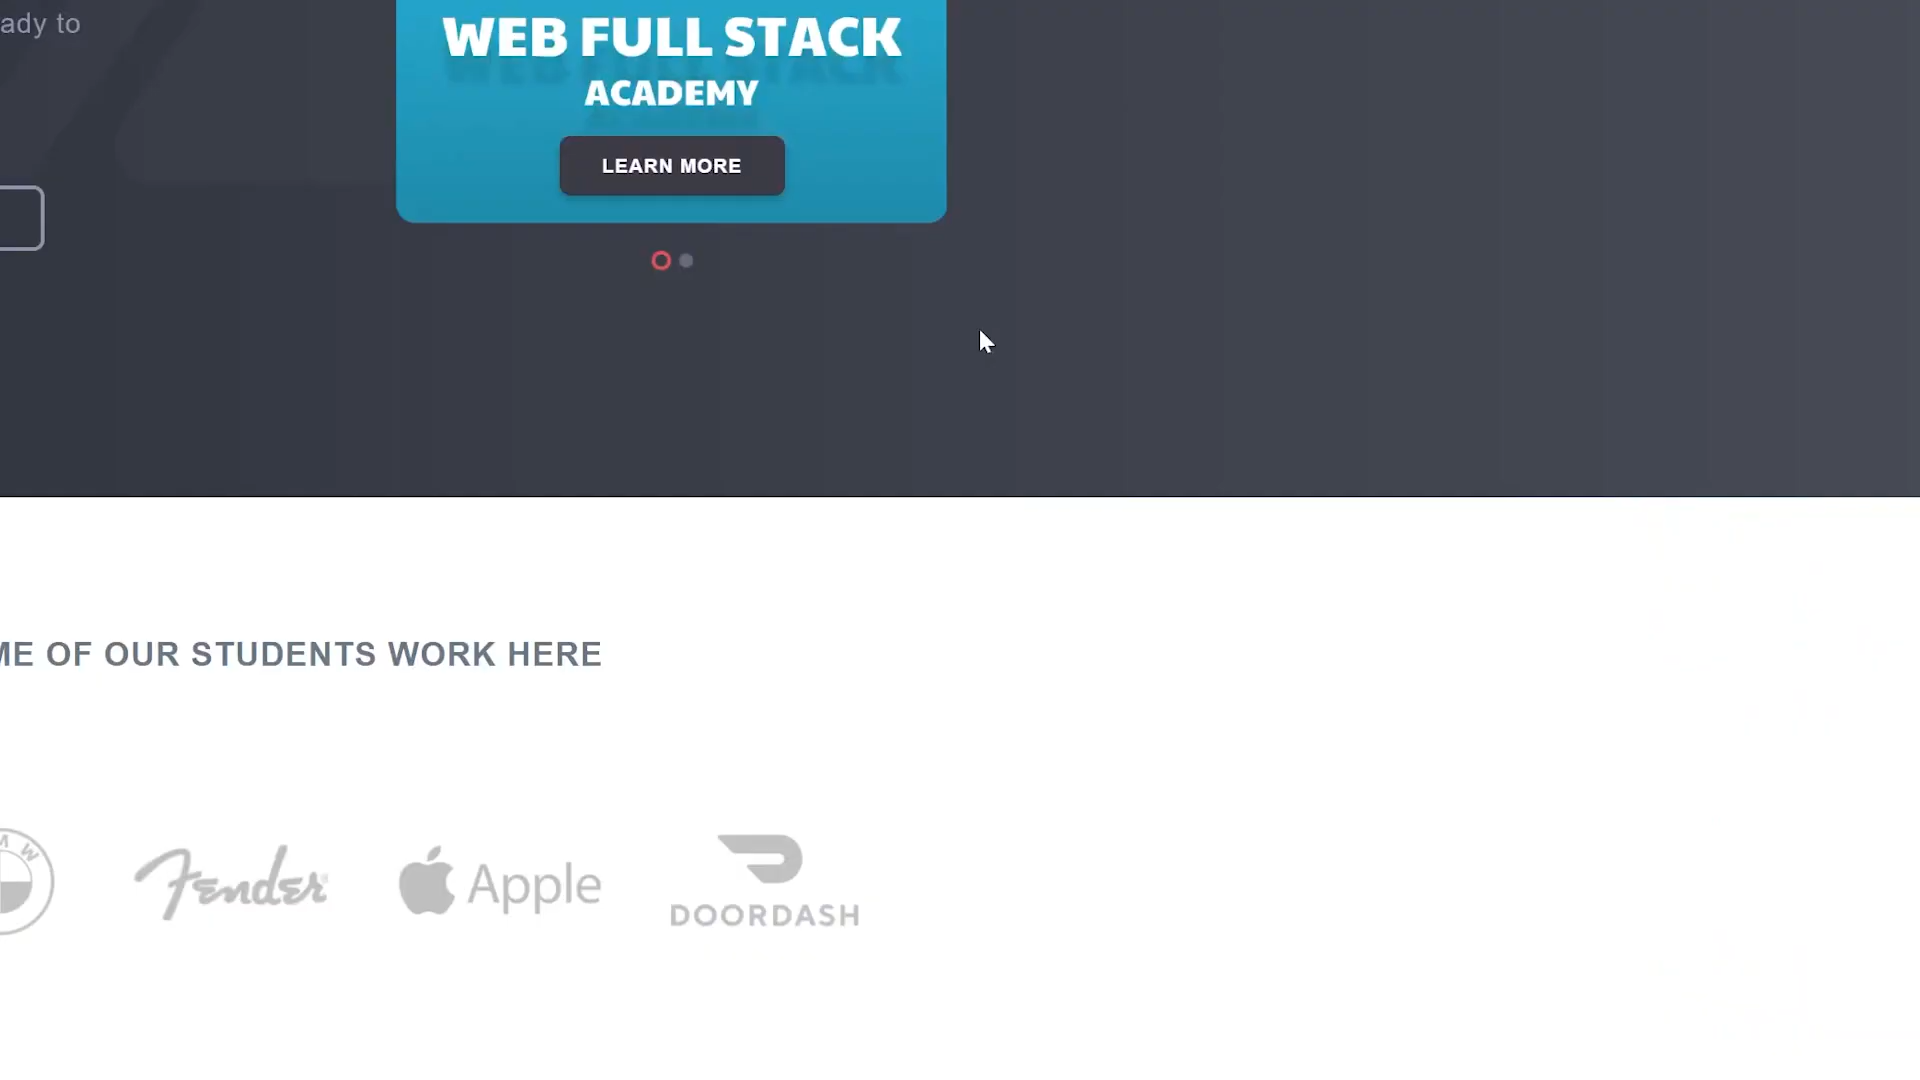 ady to
WEB FULL STACK
ACADEMY
LEARN MORE
ME OF OUR STUDENTS WORK HERE
M W
Fender
Apple
DOORDASH